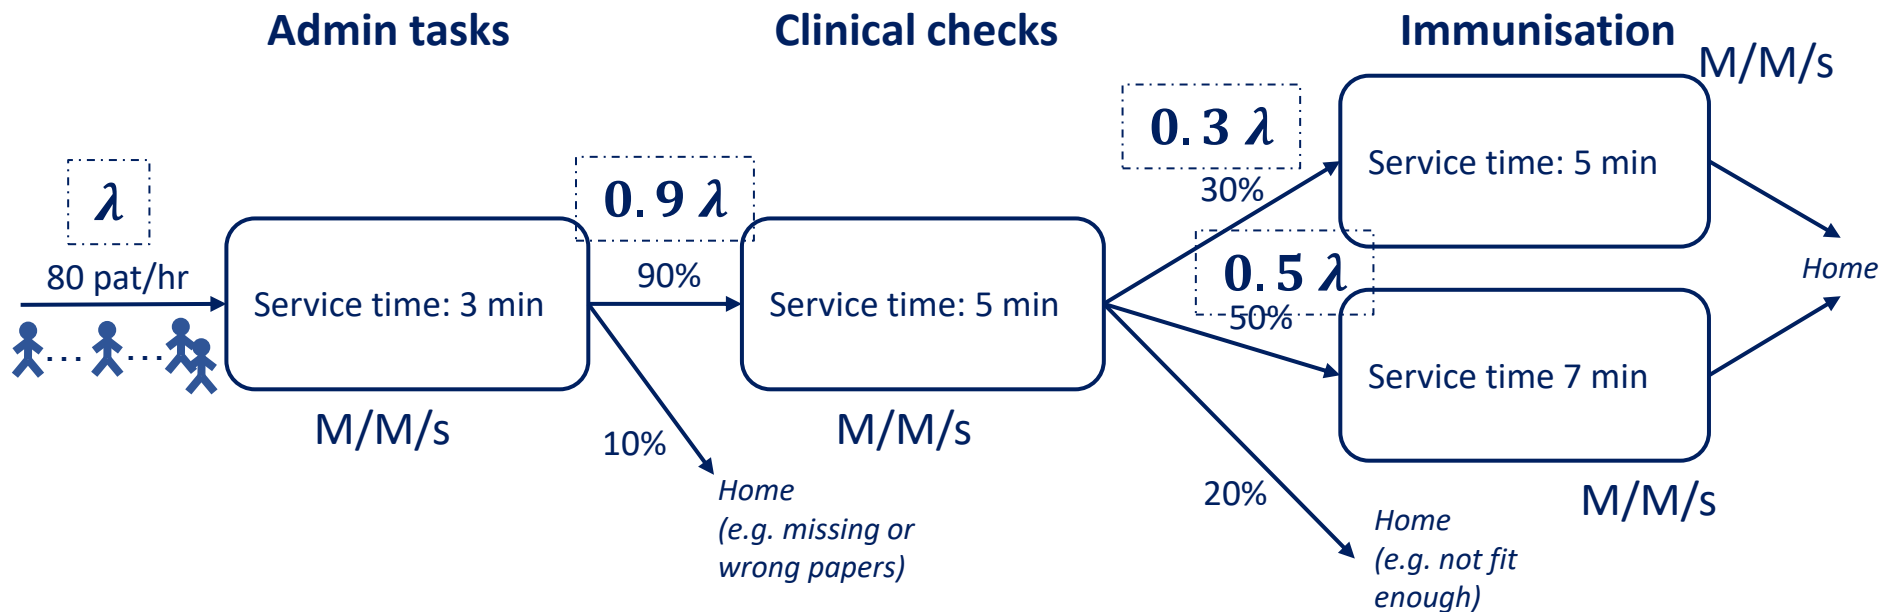 Admin tasks
Clinical checks
Immunisation
M/M/s
λ
80 pat/hr
Service time: 3 min
M/M/s
0.9 λ
90%
10%
Home
(e.g. missing or
wrong papers)
Service time: 5 min
M/M/s
0.3 λ
30%
0.5 λ
50%
20%
Home
(e.g. not fit
enough)
Service time: 5 min
Service time 7 min
M/M/s
Home